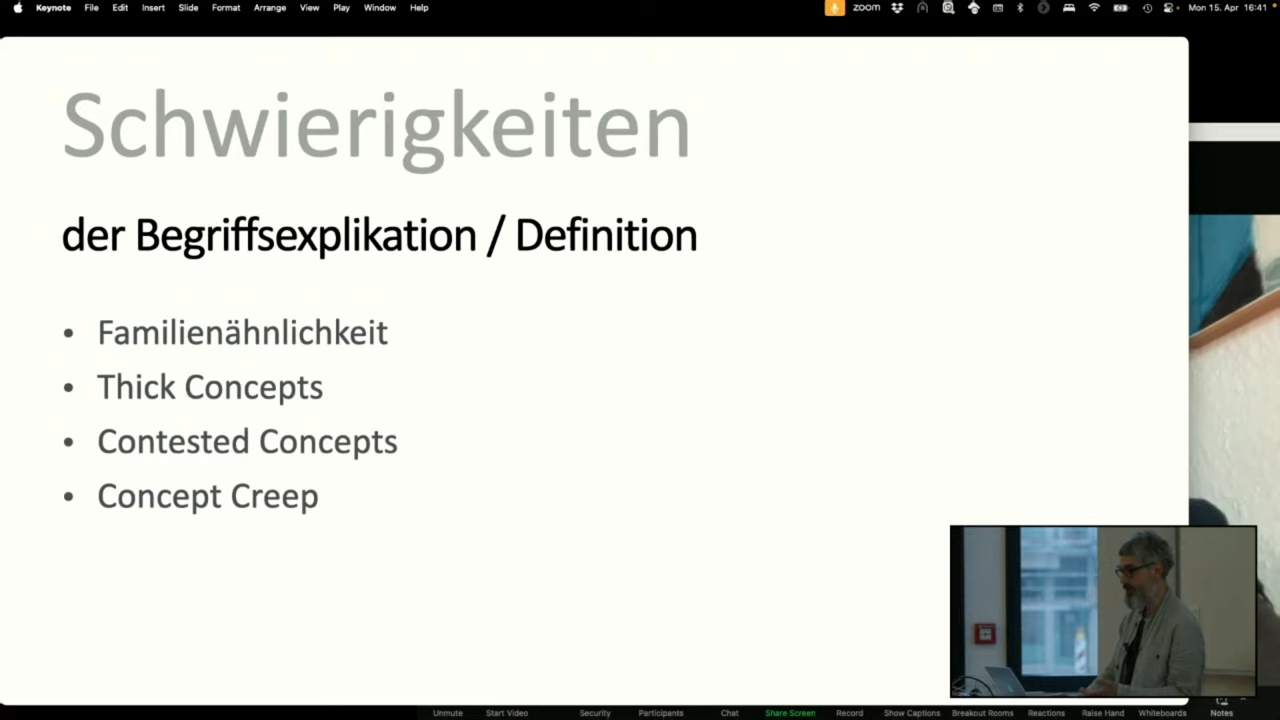 Keynote File Edit Insert Slide Format Arrange View Play Window Help zoom Mon 15. Apr 16:41
Schwierigkeiten
der Begriffsexplikation / Definition
• Familienähnlichkeit
• Thick Concepts
• Contested Concepts
• Concept Creep
Unmute Start Video Security Participants Chat Share Screen Record Show Captions Breakout Rooms Reactions Raise Hand Whiteboards Notes